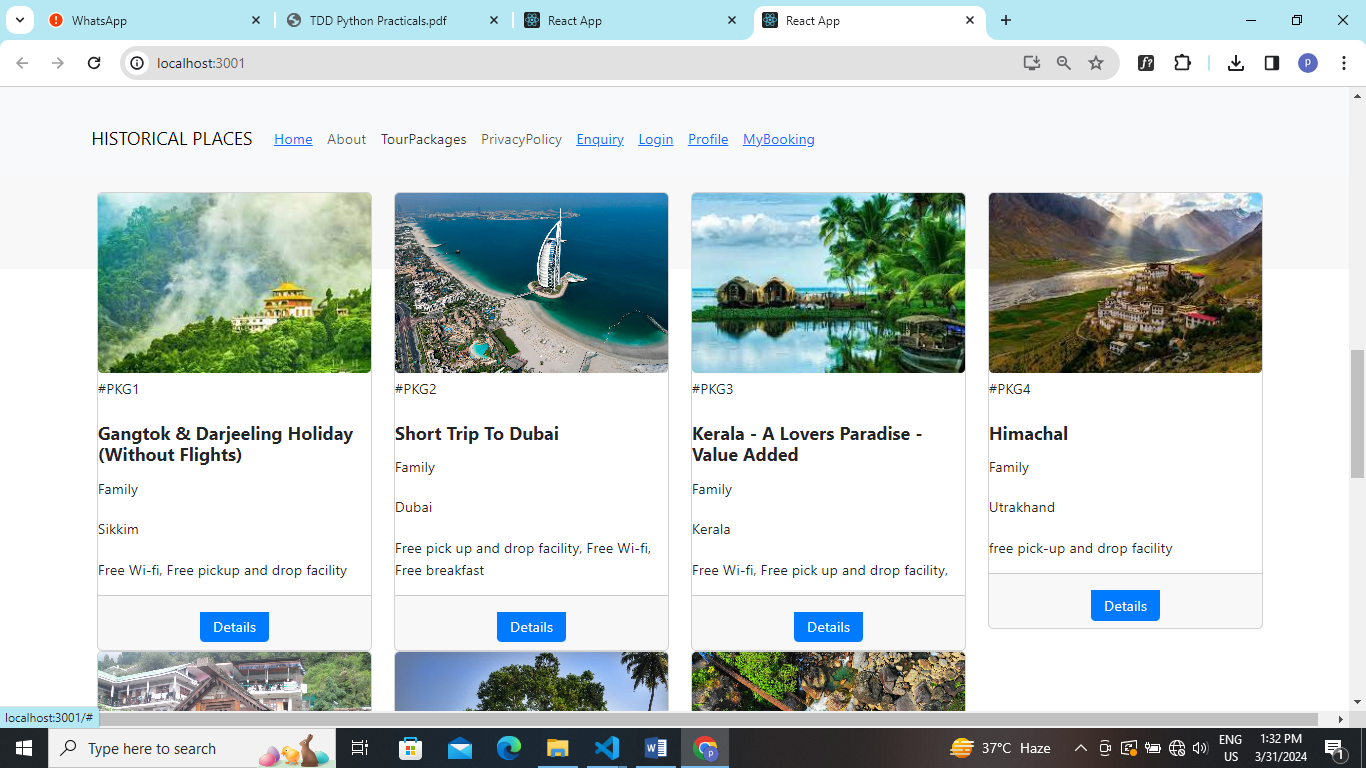 WhatsApp
TDD Python Practicals.pdf
React App
React App
localhost:3001
f?
p
HISTORICAL PLACES
Home
About
TourPackages
PrivacyPolicy
Enquiry
Login
Profile
MyBooking
#PKG1
Gangtok & Darjeeling Holiday
(Without Flights)
Family
Sikkim
Free Wi-fi, Free pickup and drop facility
Details
#PKG2
Short Trip To Dubai
Family
Dubai
Free pick up and drop facility, Free Wi-fi,
Free breakfast
Details
#PKG3
Kerala - A Lovers Paradise -
Value Added
Family
Kerala
Free Wi-fi, Free pick up and drop facility,
Details
#PKG4
Himachal
Family
Utrakhand
free pick-up and drop facility
Details
localhost:3001/#
Type here to search
W
p
37°C Haze
ENG
US
1:32 PM
3/31/2024
1